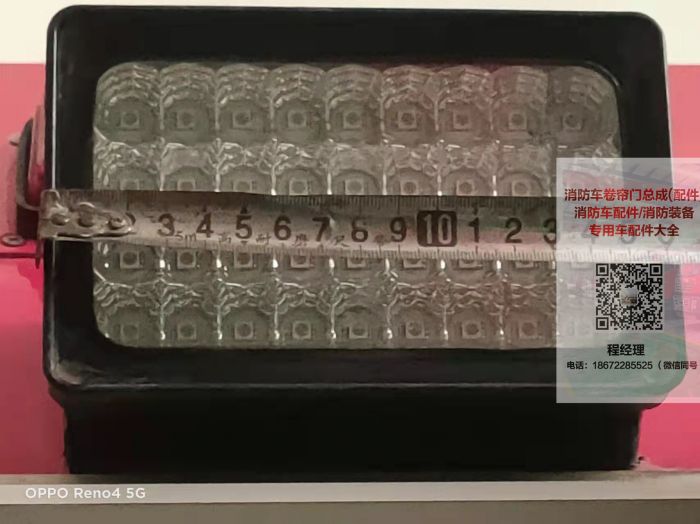 消防车卷帘门总成(配件
消防车配件/消防装备
专用车配件大全
3 4 5 6 7 8 9 10 1 2 3
5m
程经理
电话：18672285525（微信同号
OPPO Reno4 5G